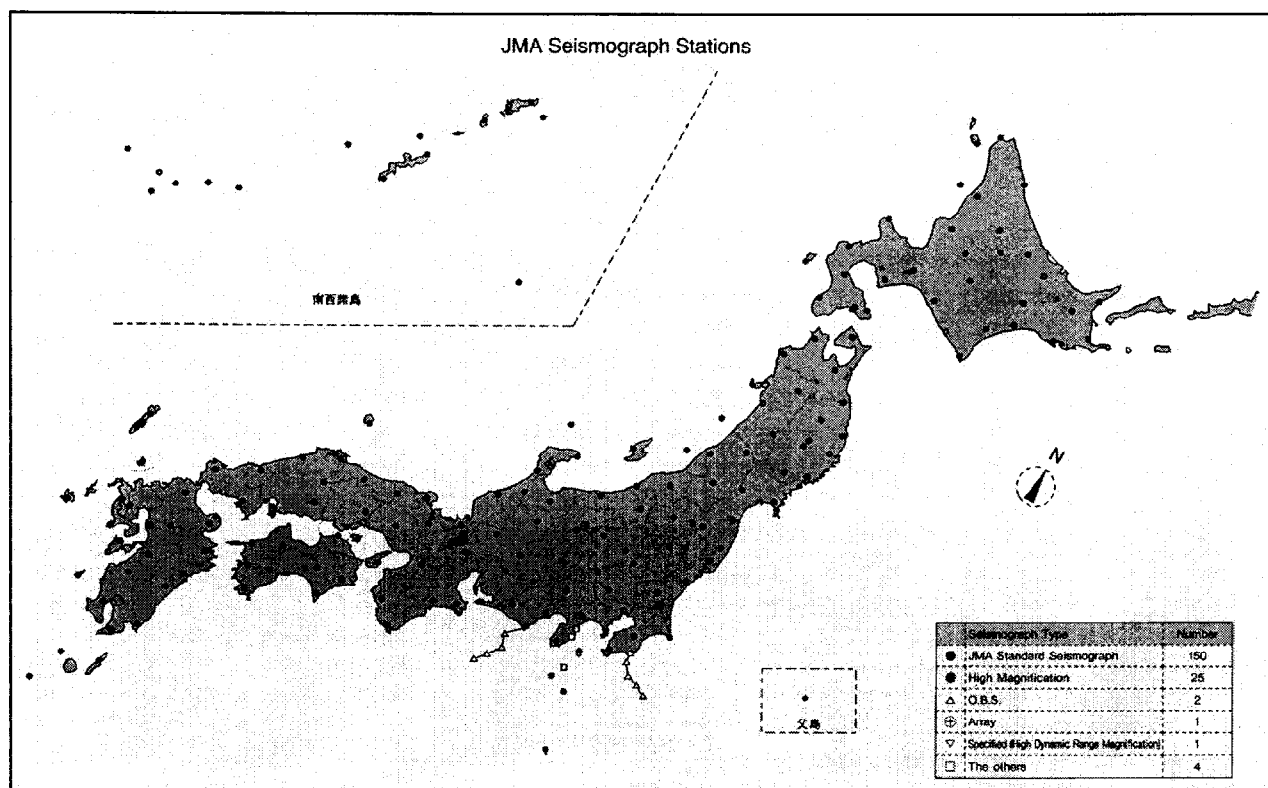 JMA Seismograph Stations
南西諸島
N
父島
Seismograph Type Number
JMA Standard Seismograph 150
High Magnification 25
O.B.S. 2
Array 1
Specified (High Dynamic Range Magnification) 1
The others 4